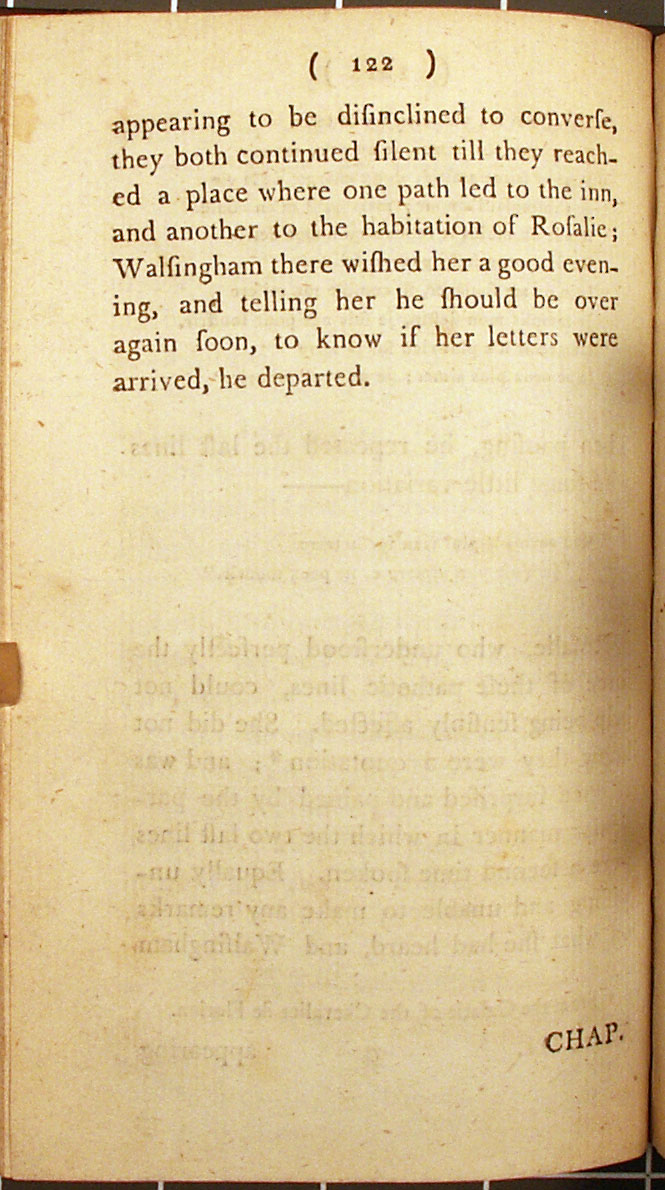 ( 122 )
appearing to be diſinclined to converſe,
they both continued ſilent till they reach-
ed a place where one path led to the inn,
and another to the habitation of Roſalie;
Walſingham there wiſhed her a good even-
ing, and telling her he ſhould be over
again ſoon, to know if her letters were
arrived, he departed.
CHAP.